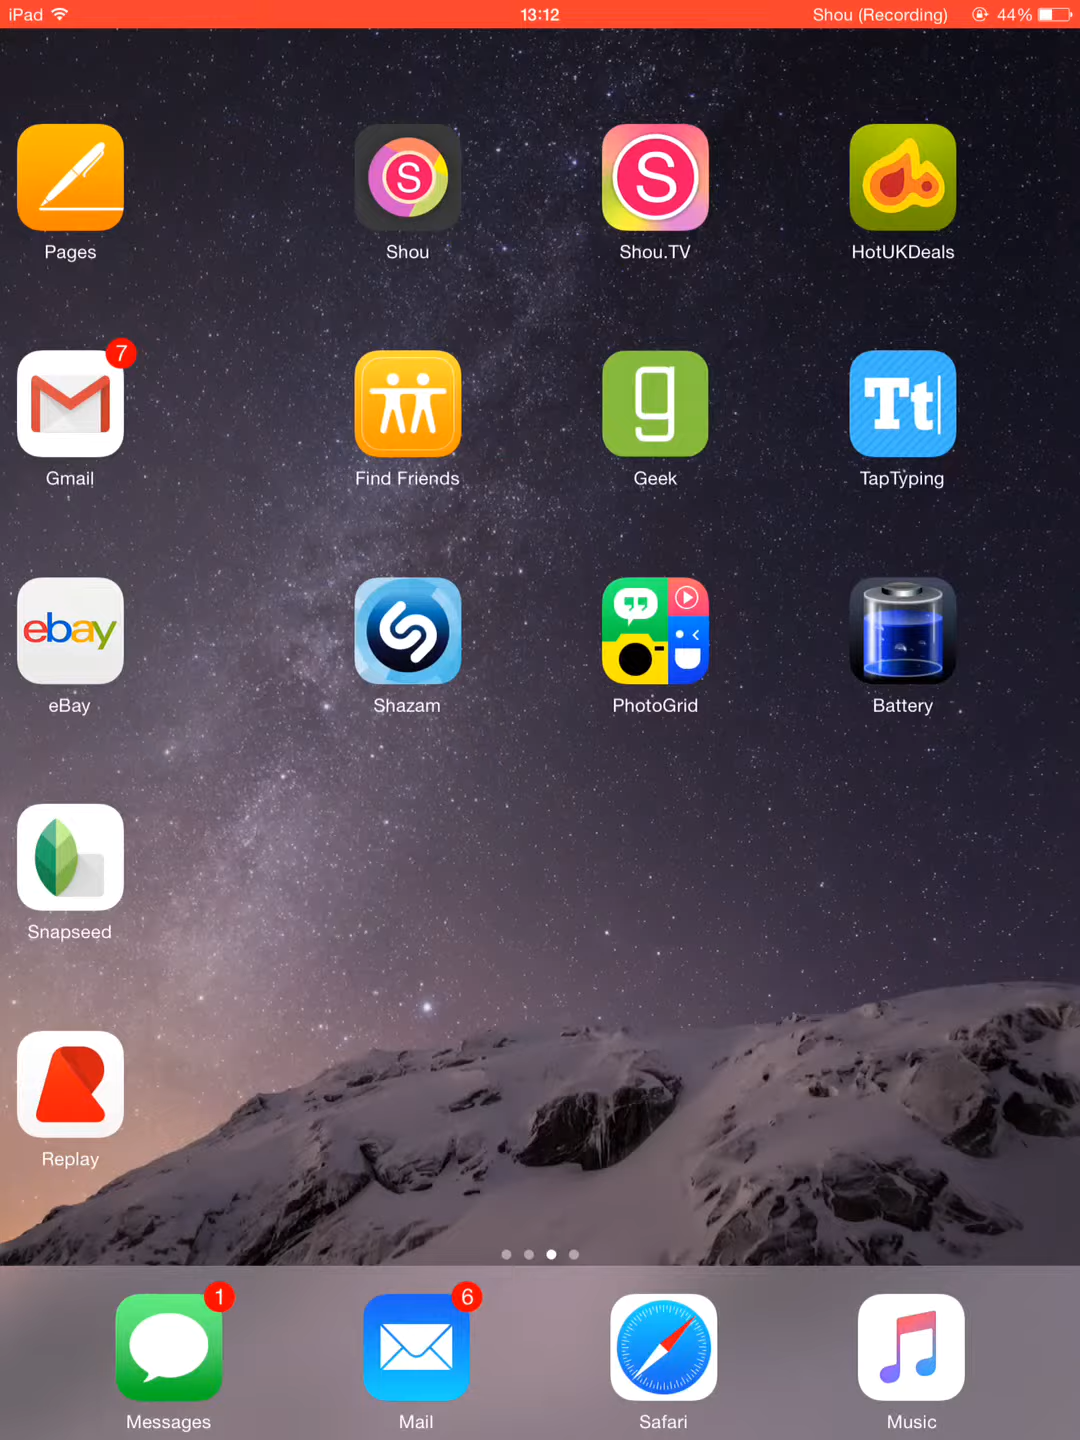 iPad 13:12 Shou (Recording) 44%
S S
Pages Shou Shou.TV HotUKDeals
7
g Tt
Gmail Find Friends Geek TapTyping
ebay
eBay Shazam PhotoGrid Battery
Snapseed
Replay
1 6
Messages Mail Safari Music